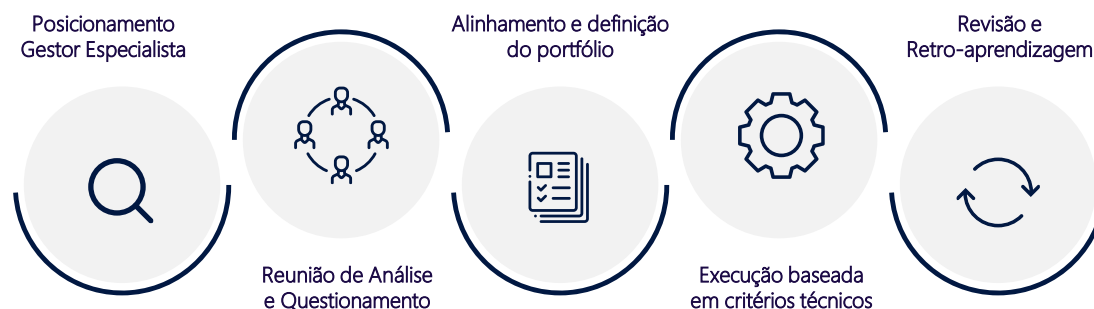 Posicionamento
Gestor Especialista
Reunião de Análise
e Questionamento
Alinhamento e definição
do portfólio
Execução baseada
em critérios técnicos
Revisão e
Retro-aprendizagem